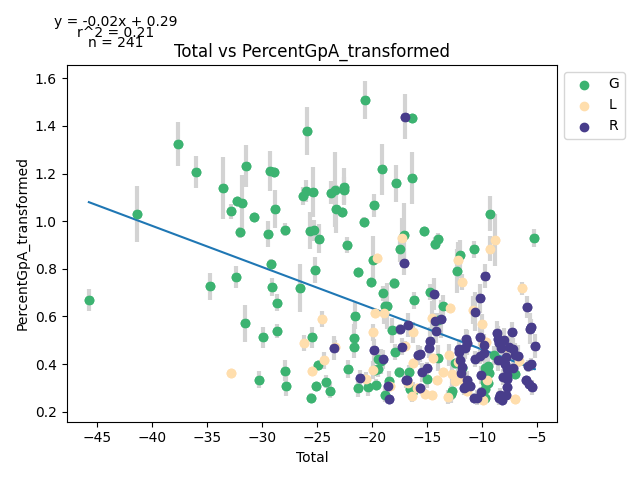 y = -0.02x + 0.29
r^2 = 0.21
n = 241
Total vs PercentGpA_transformed
G
L
R
PercentGpA_transformed
1.6
1.4
1.2
1.0
0.8
0.6
0.4
0.2
−45 −40 −35 −30 −25 −20 −15 −10 −5
Total